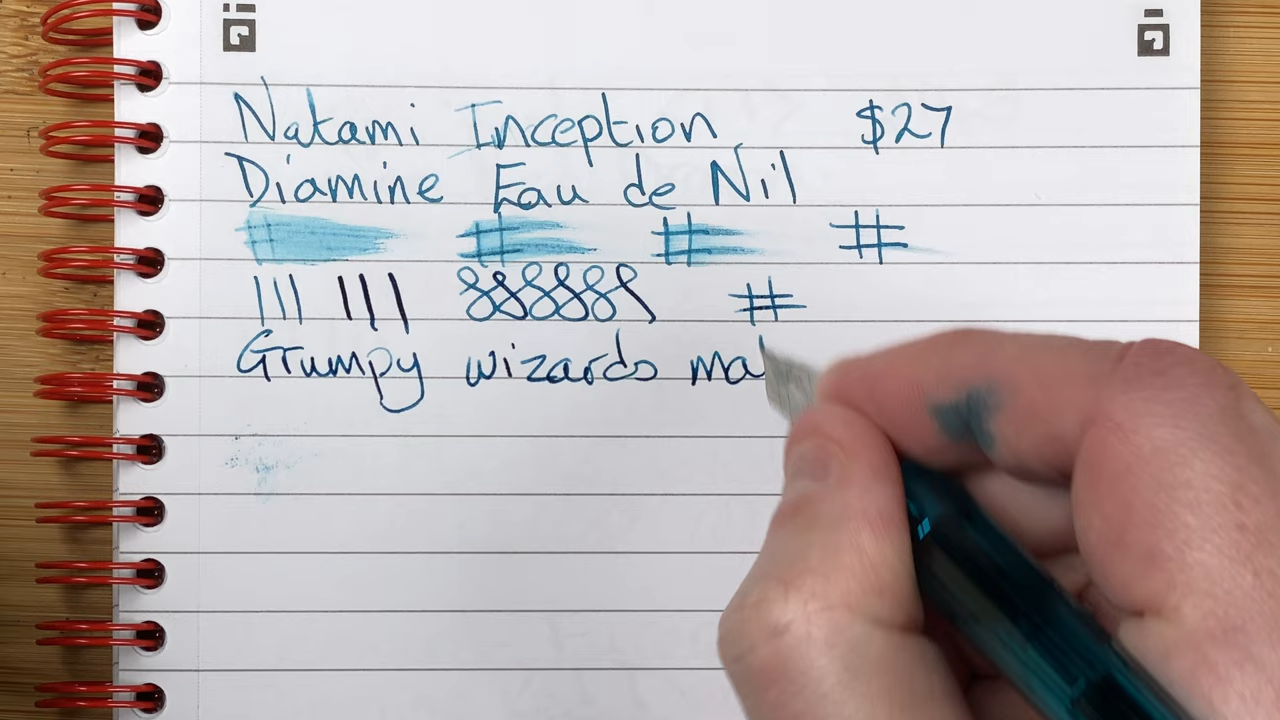 Natami Inception $27
Diamine Eau de Nil
# # # #
#
Grumpy wizards ma